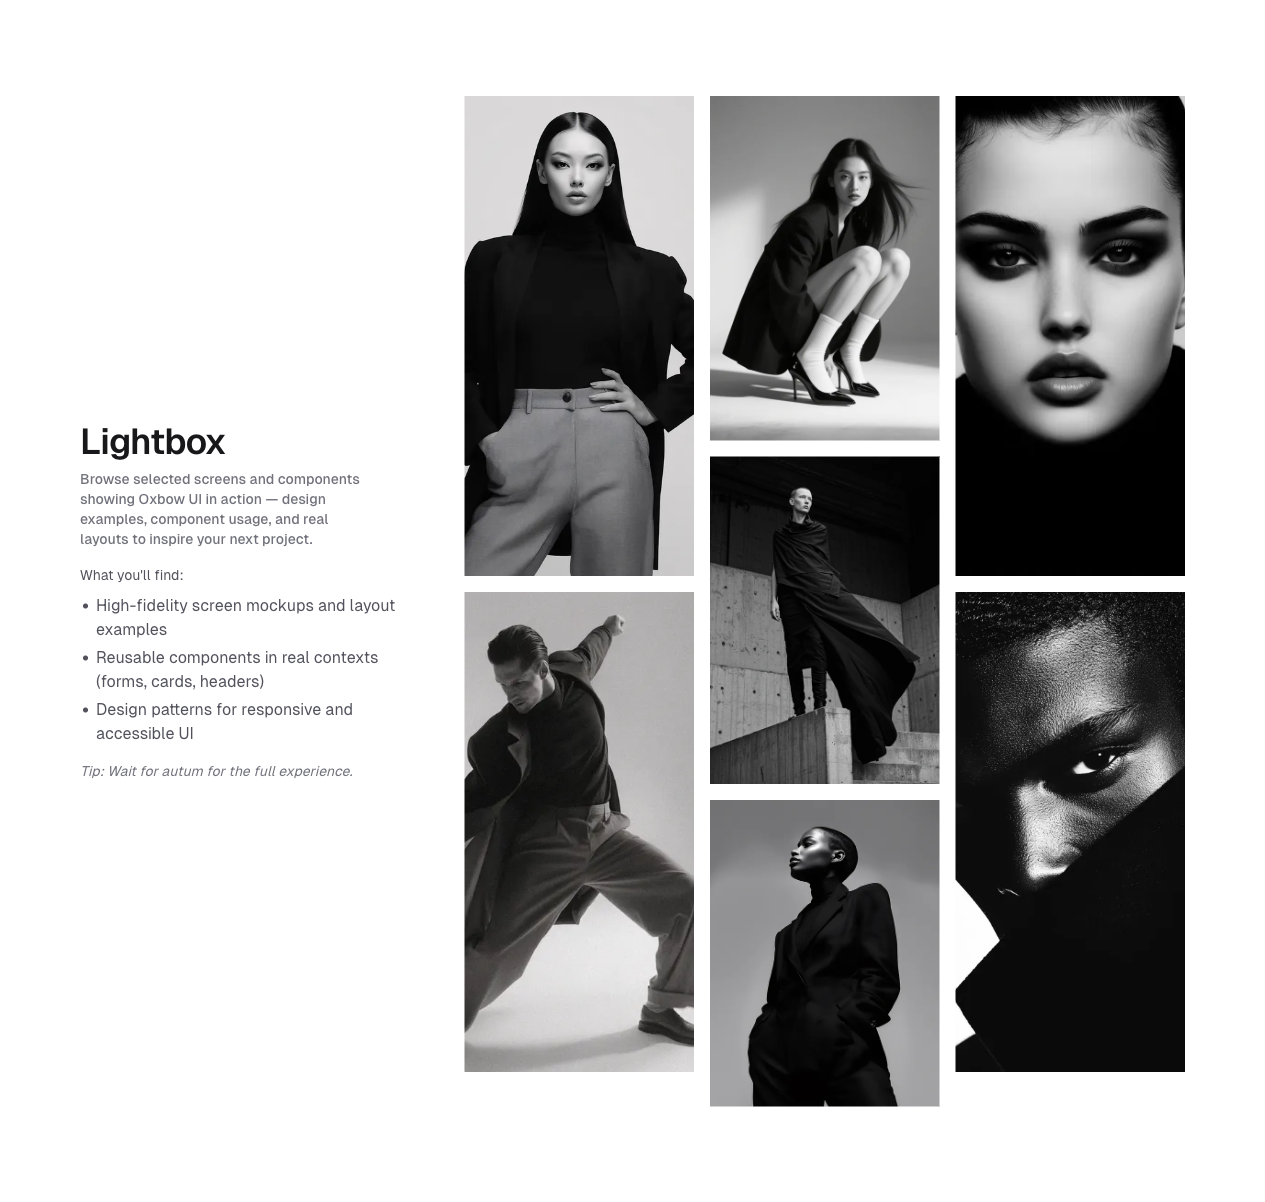 Lightbox
Browse selected screens and components
showing Oxbow UI in action — design
examples, component usage, and real
layouts to inspire your next project.
What you'll find:
• High-fidelity screen mockups and layout
examples
• Reusable components in real contexts
(forms, cards, headers)
• Design patterns for responsive and
accessible UI
Tip: Wait for autum for the full experience.